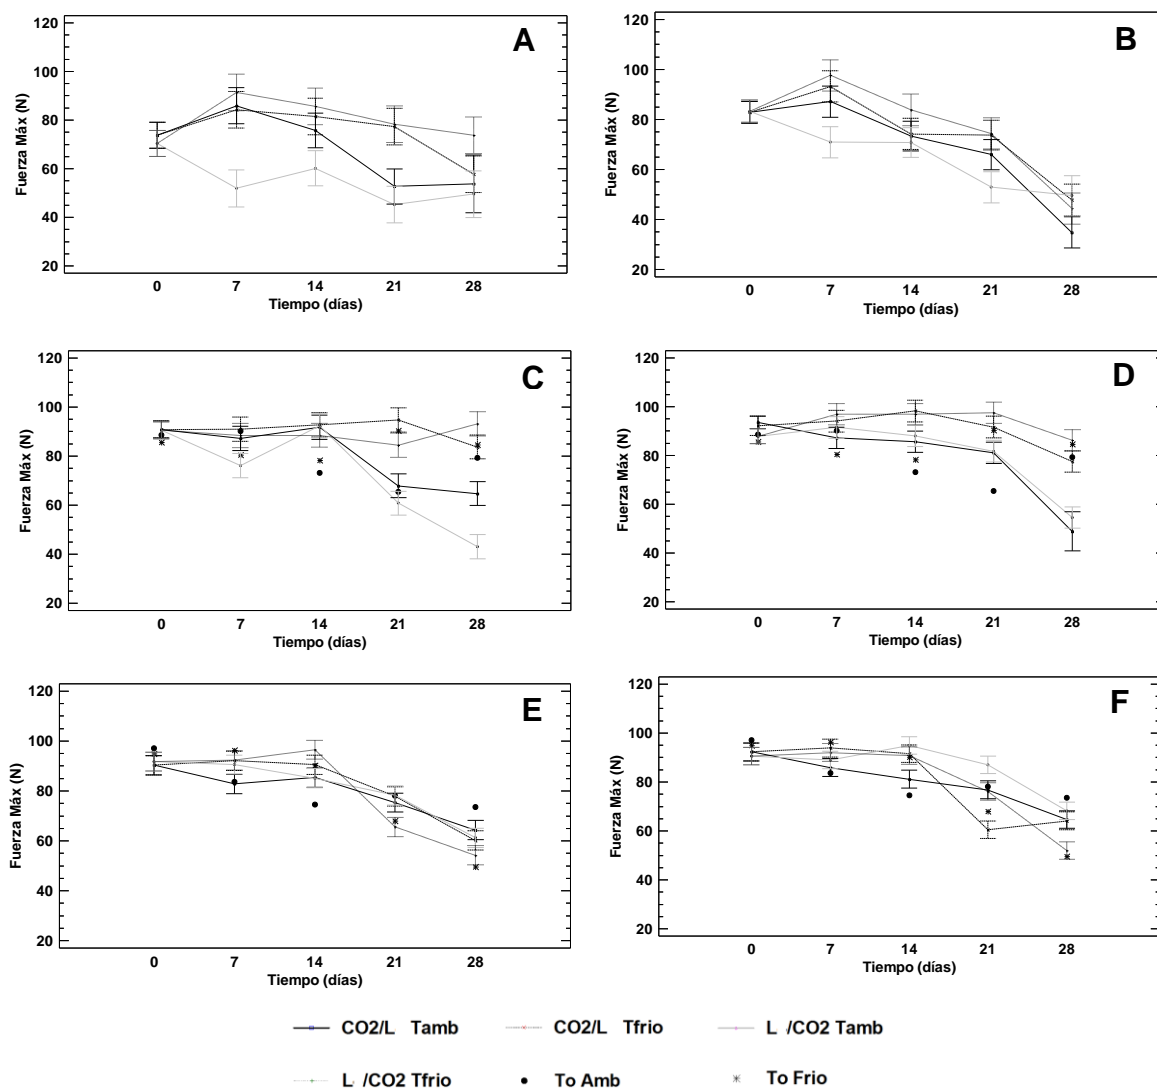 A
Fuerza Máx (N)
120
100
80
60
40
20
0 7 14 21 28
Tiempo (días)
B
Fuerza Máx (N)
120
100
80
60
40
20
0 7 14 21 28
Tiempo (días)
C
Fuerza Máx (N)
120
100
80
60
40
20
0 7 14 21 28
Tiempo (días)
D
Fuerza Máx (N)
120
100
80
60
40
20
0 7 14 21 28
Tiempo (días)
E
Fuerza Máx (N)
120
100
80
60
40
20
0 7 14 21 28
Tiempo (días)
F
Fuerza Máx (N)
120
100
80
60
40
20
0 7 14 21 28
Tiempo (días)
CO2/L Tamb CO2/L Tfrio L /CO2 Tamb
L /CO2 Tfrio To Amb To Frio